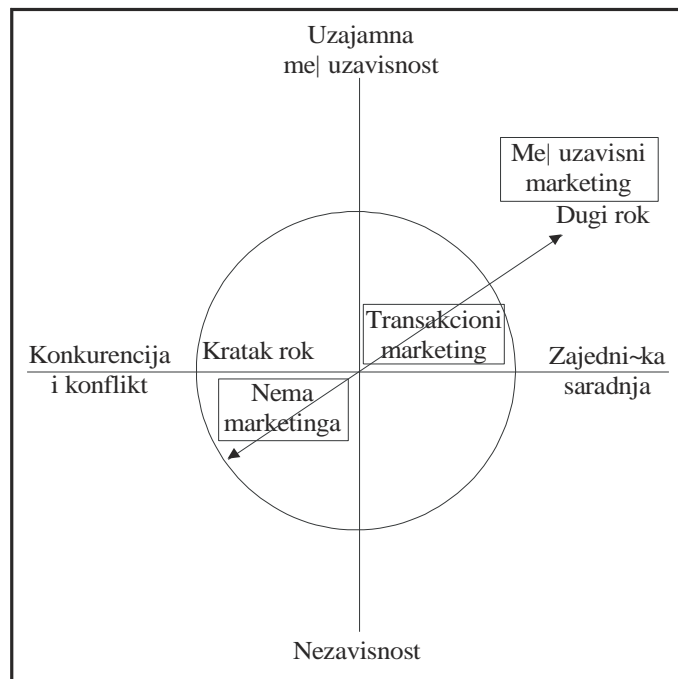 Uzajamna
me| uzavisnost
Me| uzavisni
marketing
Dugi rok
Transakcioni
marketing
Konkurencija
i konflikt
Kratak rok
Zajedni~ka
saradnja
Nema
marketinga
Nezavisnost